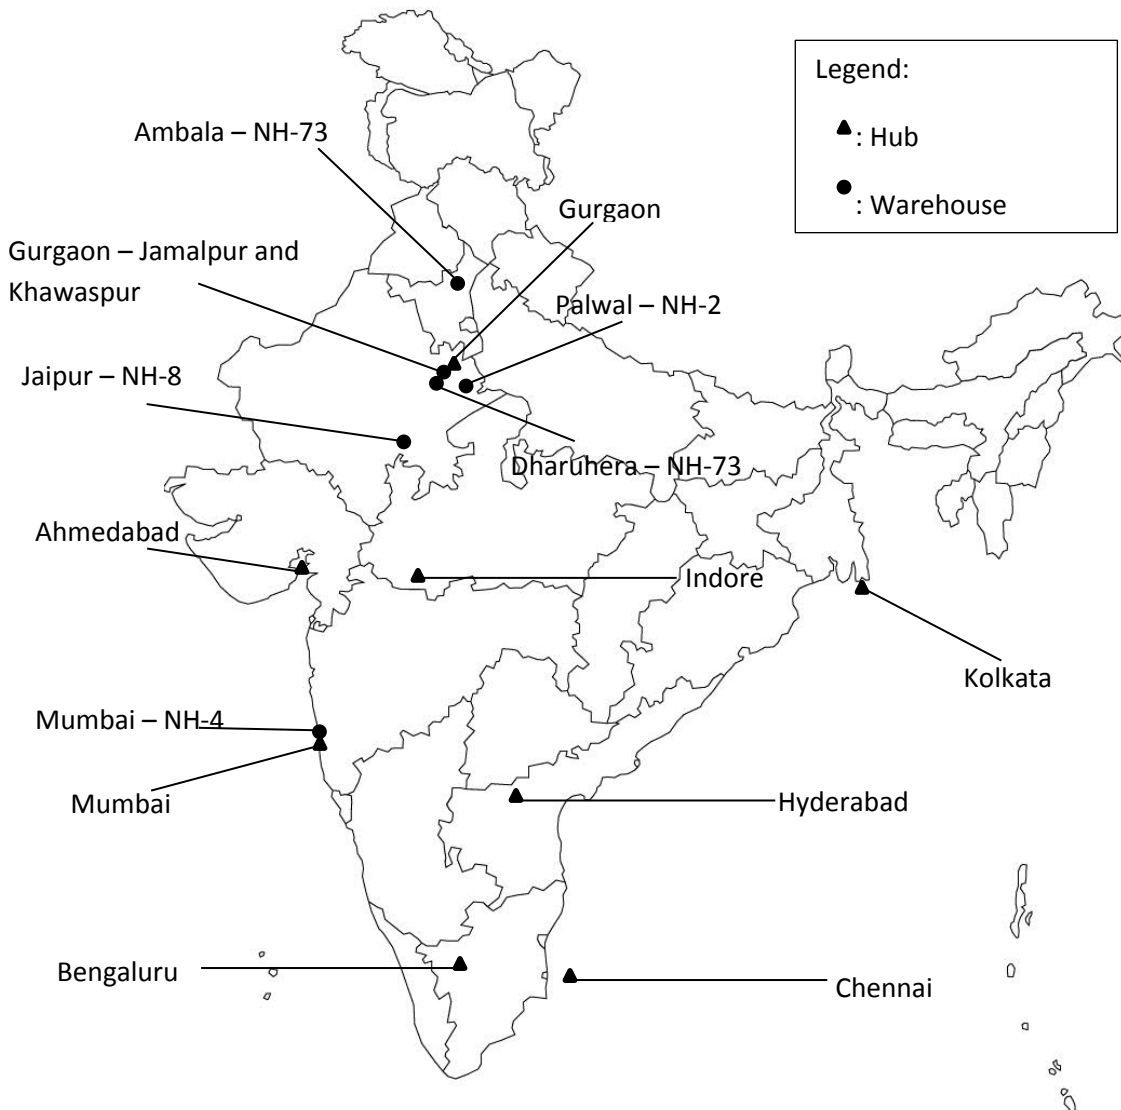 Legend:
: Hub
: Warehouse
Ambala – NH-73
Gurgaon
Gurgaon – Jamalpur and
Khawaspur
Palwal – NH-2
Jaipur – NH-8
Dharuhera – NH-73
Ahmedabad
Indore
Kolkata
Mumbai – NH-4
Mumbai
Hyderabad
Bengaluru
Chennai